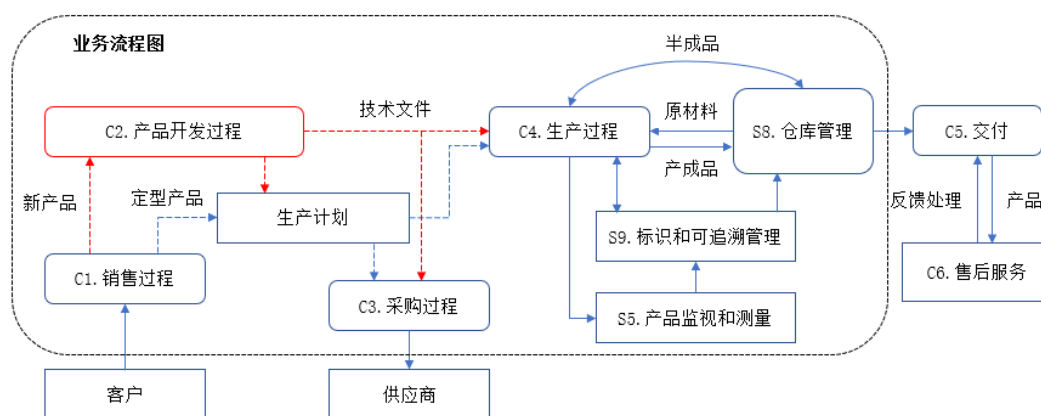 业务流程图
半成品
技术文件
原材料
C2.产品开发过程
C4.生产过程
S8.仓库管理
C5.交付
产成品
新产品
定型产品
反馈处理
产品
生产计划
S9.标识和可追溯管理
C1.销售过程
C6.售后服务
C3.采购过程
S5.产品监视和测量
客户
供应商